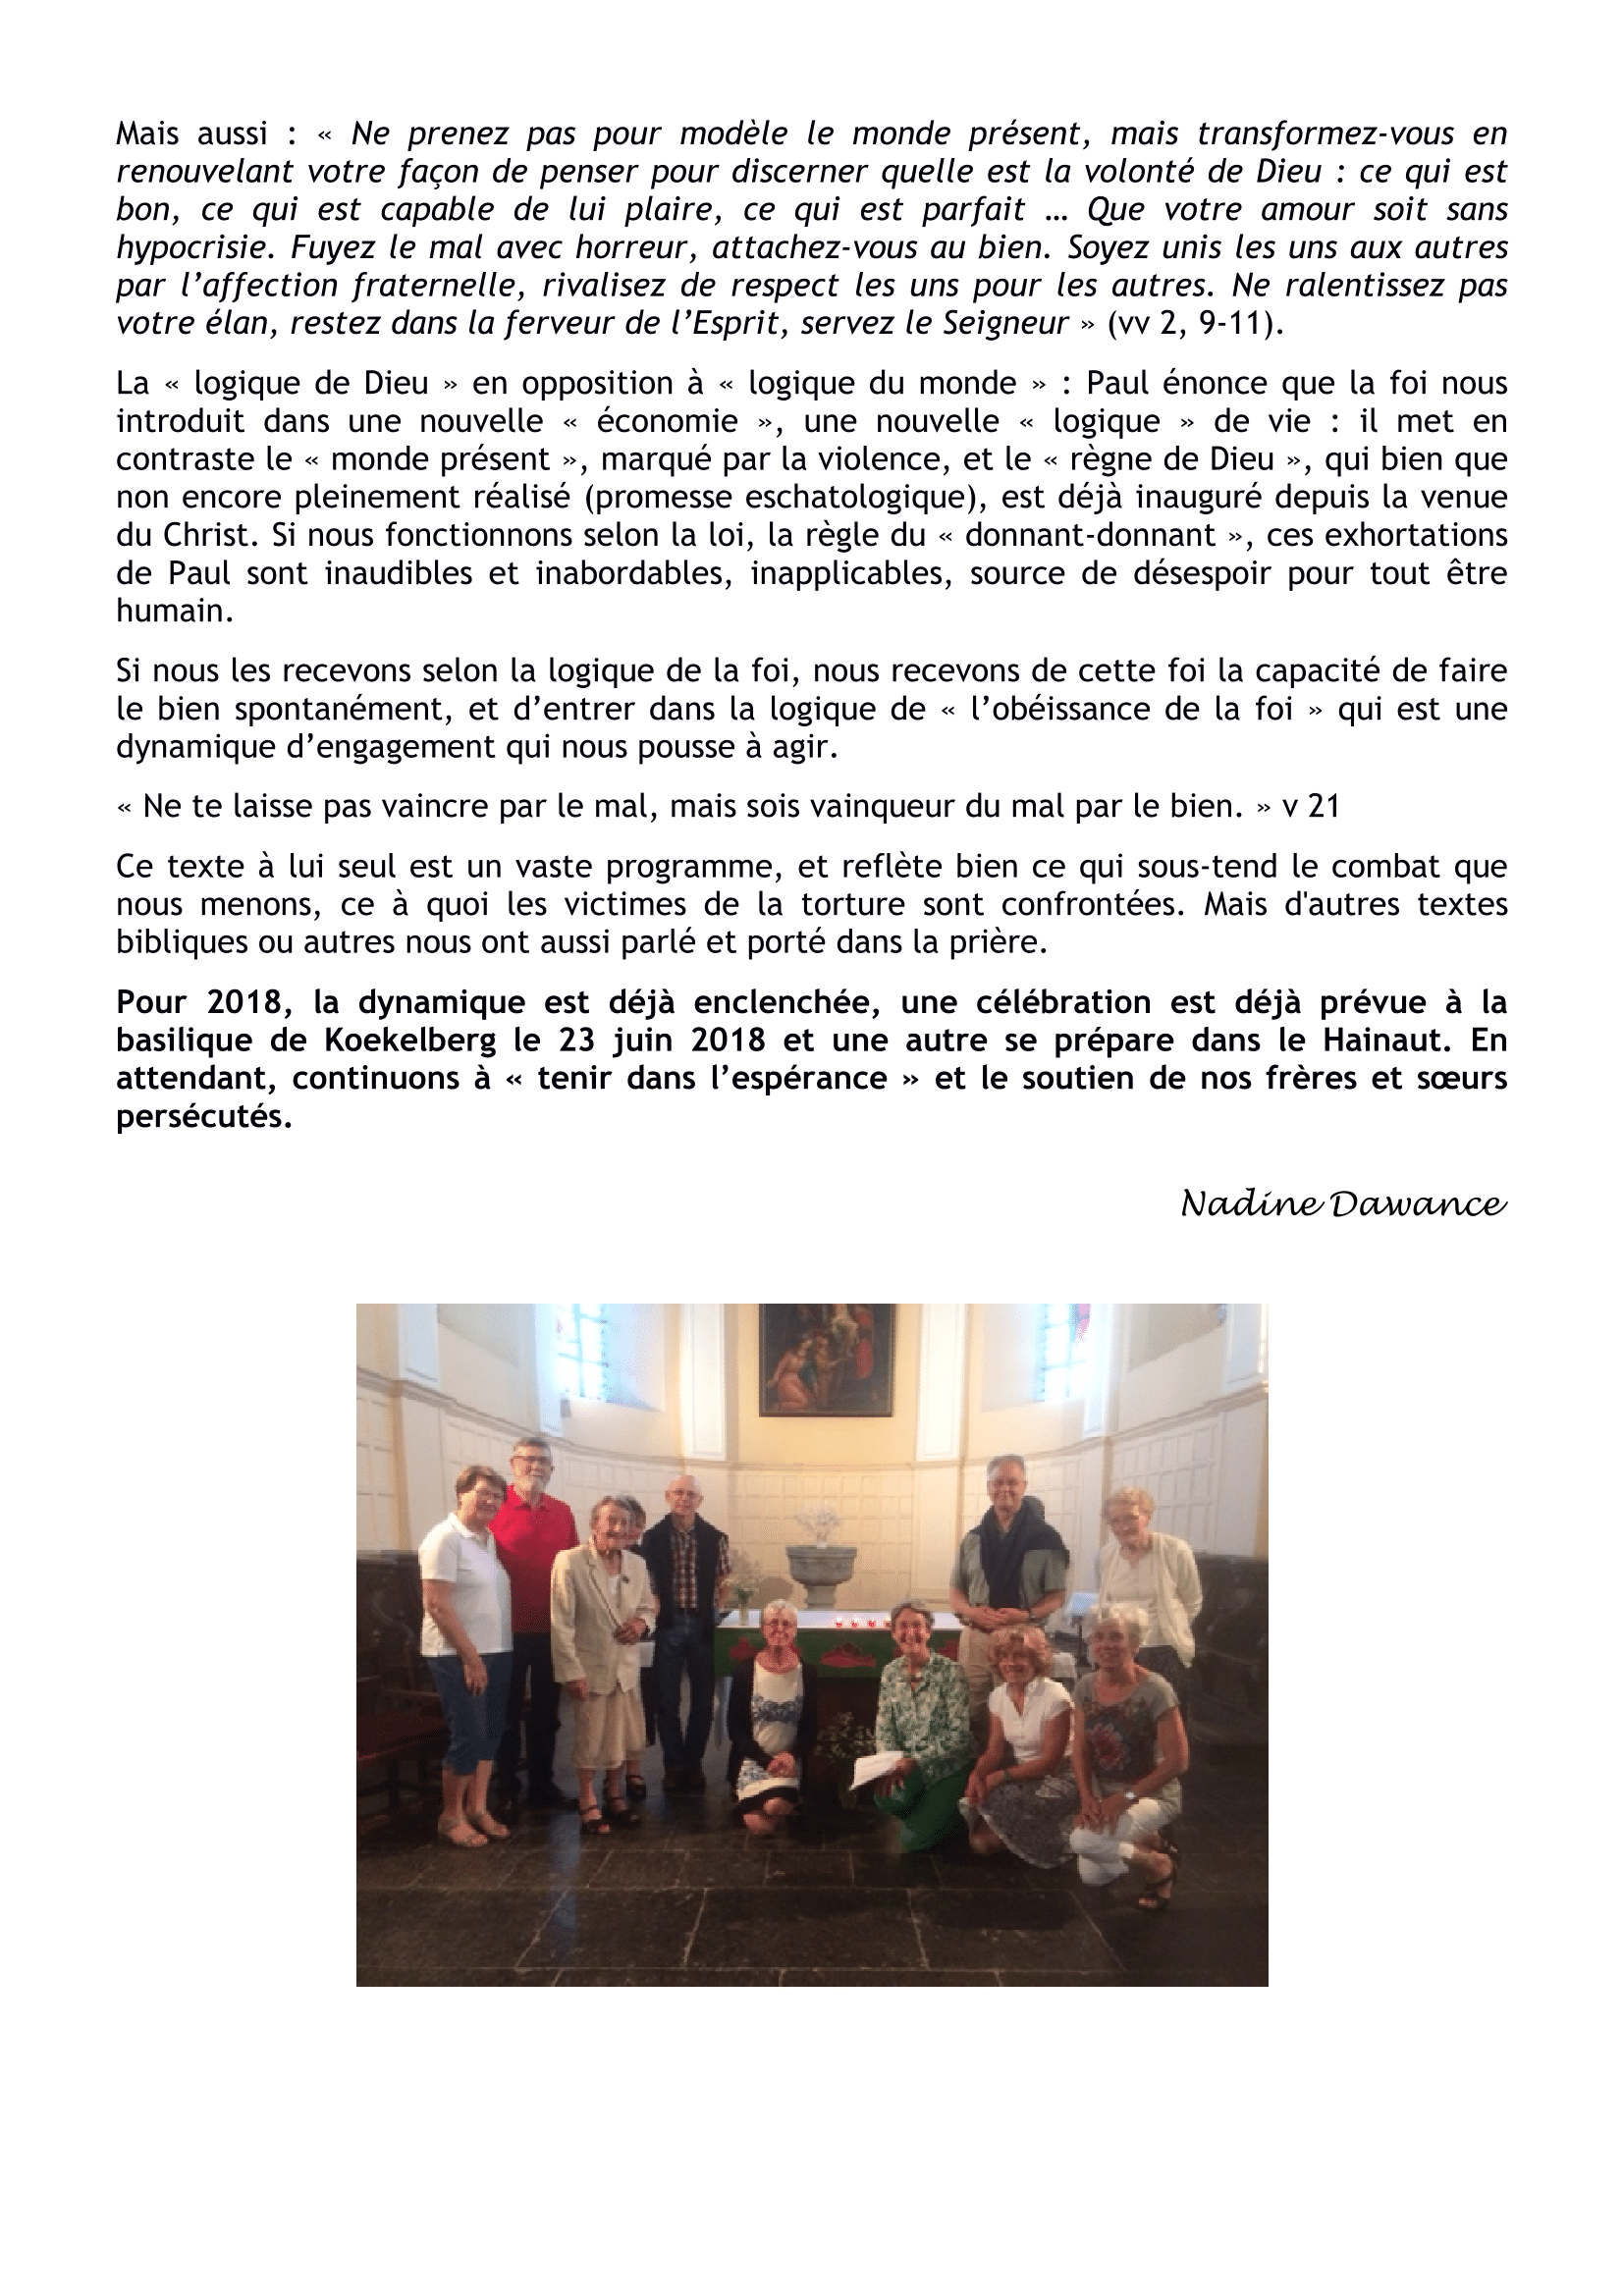 Mais aussi : « Ne prenez pas pour modèle le monde présent, mais transformez-vous en
renouvelant votre façon de penser pour discerner quelle est la volonté de Dieu : ce qui est
bon, ce qui est capable de lui plaire, ce qui est parfait … Que votre amour soit sans
hypocrisie. Fuyez le mal avec horreur, attachez-vous au bien. Soyez unis les uns aux autres
par l’affection fraternelle, rivalisez de respect les uns pour les autres. Ne ralentissez pas
votre élan, restez dans la ferveur de l’Esprit, servez le Seigneur » (vv 2, 9-11).
La « logique de Dieu » en opposition à « logique du monde » : Paul énonce que la foi nous
introduit dans une nouvelle « économie », une nouvelle « logique » de vie : il met en
contraste le « monde présent », marqué par la violence, et le « règne de Dieu », qui bien que
non encore pleinement réalisé (promesse eschatologique), est déjà inauguré depuis la venue
du Christ. Si nous fonctionnons selon la loi, la règle du « donnant-donnant », ces exhortations
de Paul sont inaudibles et inabordables, inapplicables, source de désespoir pour tout être
humain.
Si nous les recevons selon la logique de la foi, nous recevons de cette foi la capacité de faire
le bien spontanément, et d’entrer dans la logique de « l’obéissance de la foi » qui est une
dynamique d’engagement qui nous pousse à agir.
« Ne te laisse pas vaincre par le mal, mais sois vainqueur du mal par le bien. » v 21
Ce texte à lui seul est un vaste programme, et reflète bien ce qui sous-tend le combat que
nous menons, ce à quoi les victimes de la torture sont confrontées. Mais d'autres textes
bibliques ou autres nous ont aussi parlé et porté dans la prière.
Pour 2018, la dynamique est déjà enclenchée, une célébration est déjà prévue à la
basilique de Koekelberg le 23 juin 2018 et une autre se prépare dans le Hainaut. En
attendant, continuons à « tenir dans l’espérance » et le soutien de nos frères et sœurs
persécutés.
Nadine Dawance